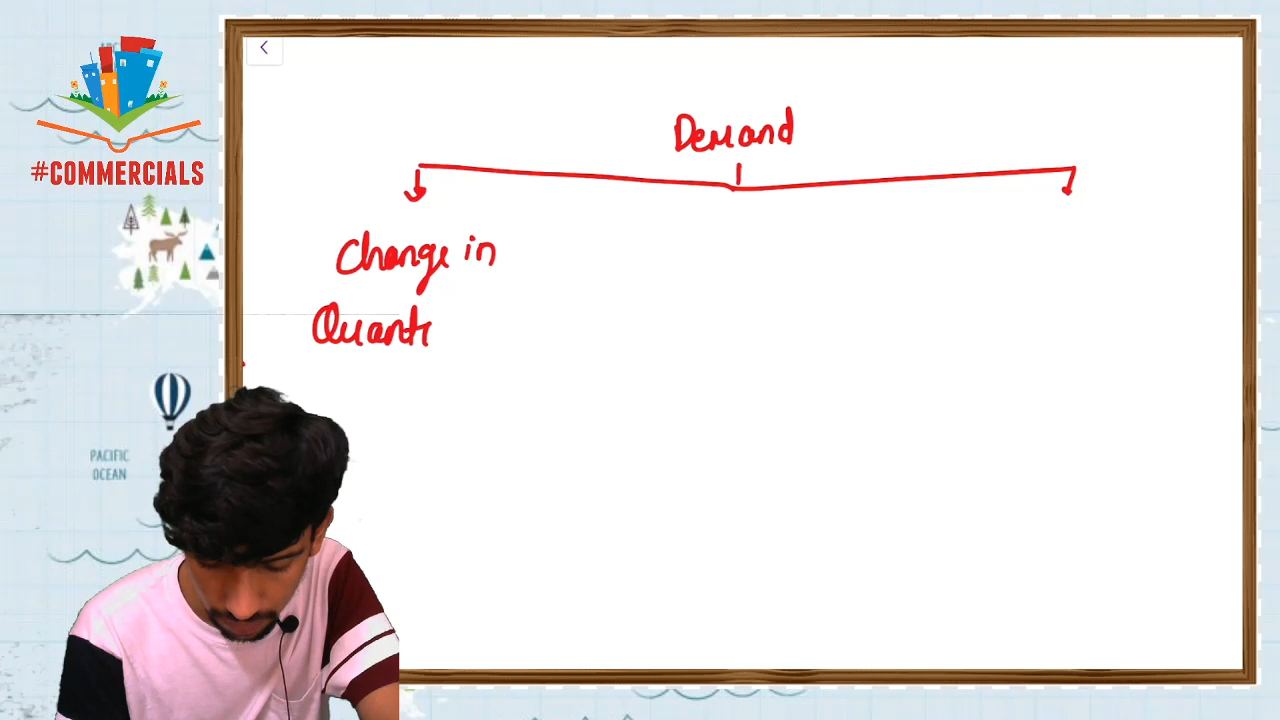 #COMMERCIALS
Demand
Change in
Quanti
PACIFIC
OCEAN